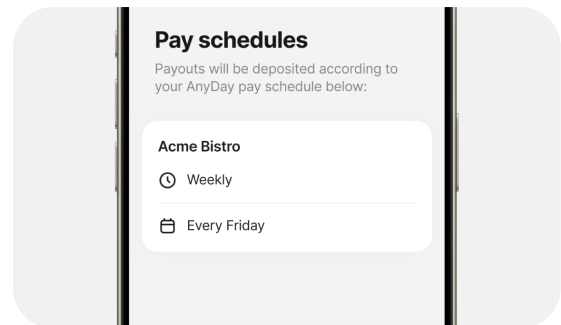 Pay schedules
Payouts will be deposited according to
your AnyDay pay schedule below:
Acme Bistro
Weekly
Every Friday